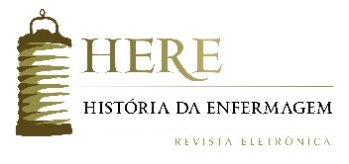 HERE
HISTÓRIA DA ENFERMAGEM
REVISTA ELETRÔNICA